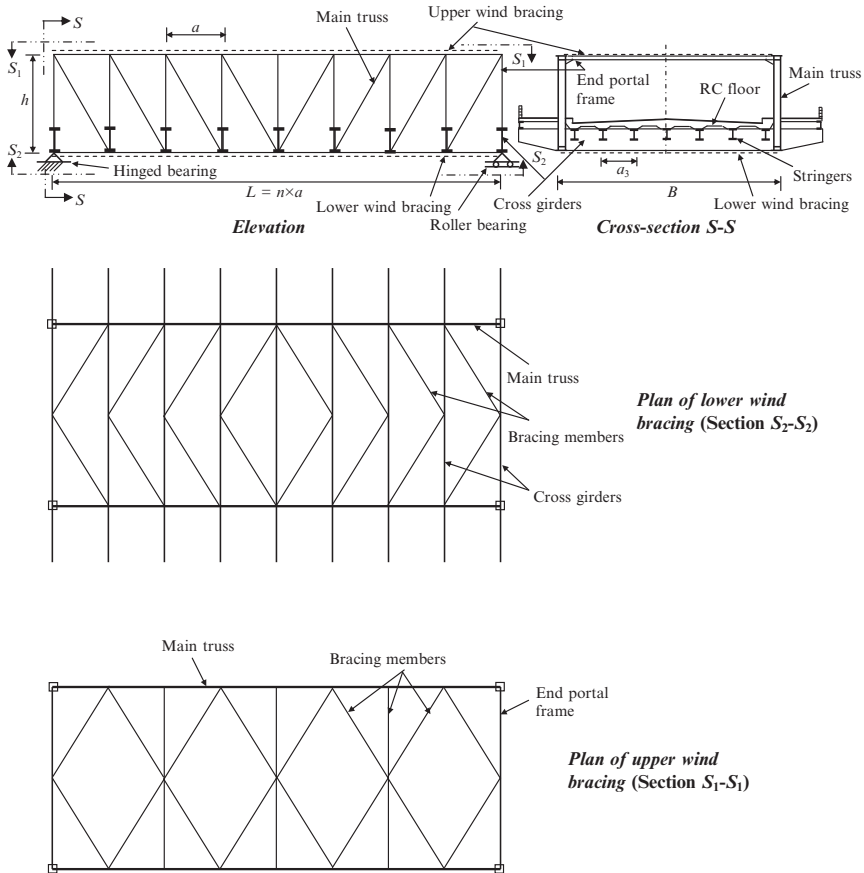 S
a
Main truss
Upper wind bracing
S₁
S₁
h
End portal
frame
RC floor
Main truss
S₂
Hinged bearing
S
L = n×a
Lower wind bracing
Roller bearing
S₂
Cross girders
a₃
B
Stringers
Lower wind bracing
Elevation
Cross-section S-S
Main truss
Bracing members
Cross girders
Plan of lower wind
bracing (Section S₂-S₂)
Main truss
Bracing members
End portal
frame
Plan of upper wind
bracing (Section S₁-S₁)